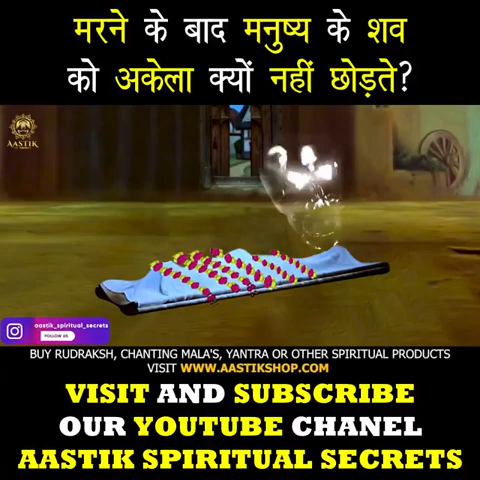 मरने के बाद मनुष्य के शव
को अकेला क्यों नहीं छोड़ते?
AASTIK
aastik_spiritual_secrets
FOLLOW US
BUY RUDRAKSH, CHANTING MALA'S, YANTRA OR OTHER SPIRITUAL PRODUCTS
VISIT WWW.AASTIKSHOP.COM
VISIT AND SUBSCRIBE
OUR YOUTUBE CHANEL
AASTIK SPIRITUAL SECRETS